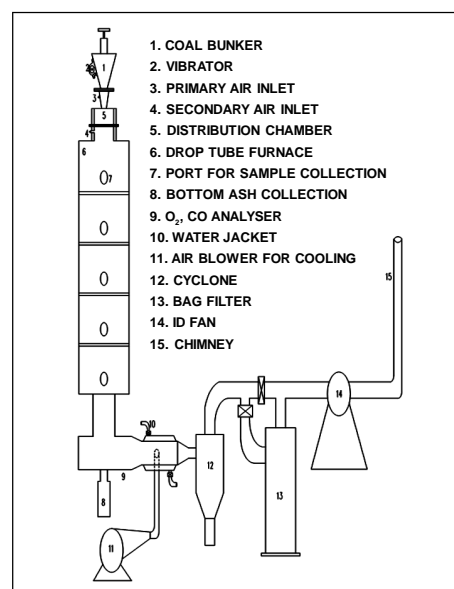 1. COAL BUNKER
2. VIBRATOR
3. PRIMARY AIR INLET
4. SECONDARY AIR INLET
5. DISTRIBUTION CHAMBER
6. DROP TUBE FURNACE
7. PORT FOR SAMPLE COLLECTION
8. BOTTOM ASH COLLECTION
9. O₂, CO ANALYSER
10. WATER JACKET
11. AIR BLOWER FOR COOLING
12. CYCLONE
13. BAG FILTER
14. ID FAN
15. CHIMNEY
1
2
3
5
4
6
7
15
14
10
12
9
13
8
11